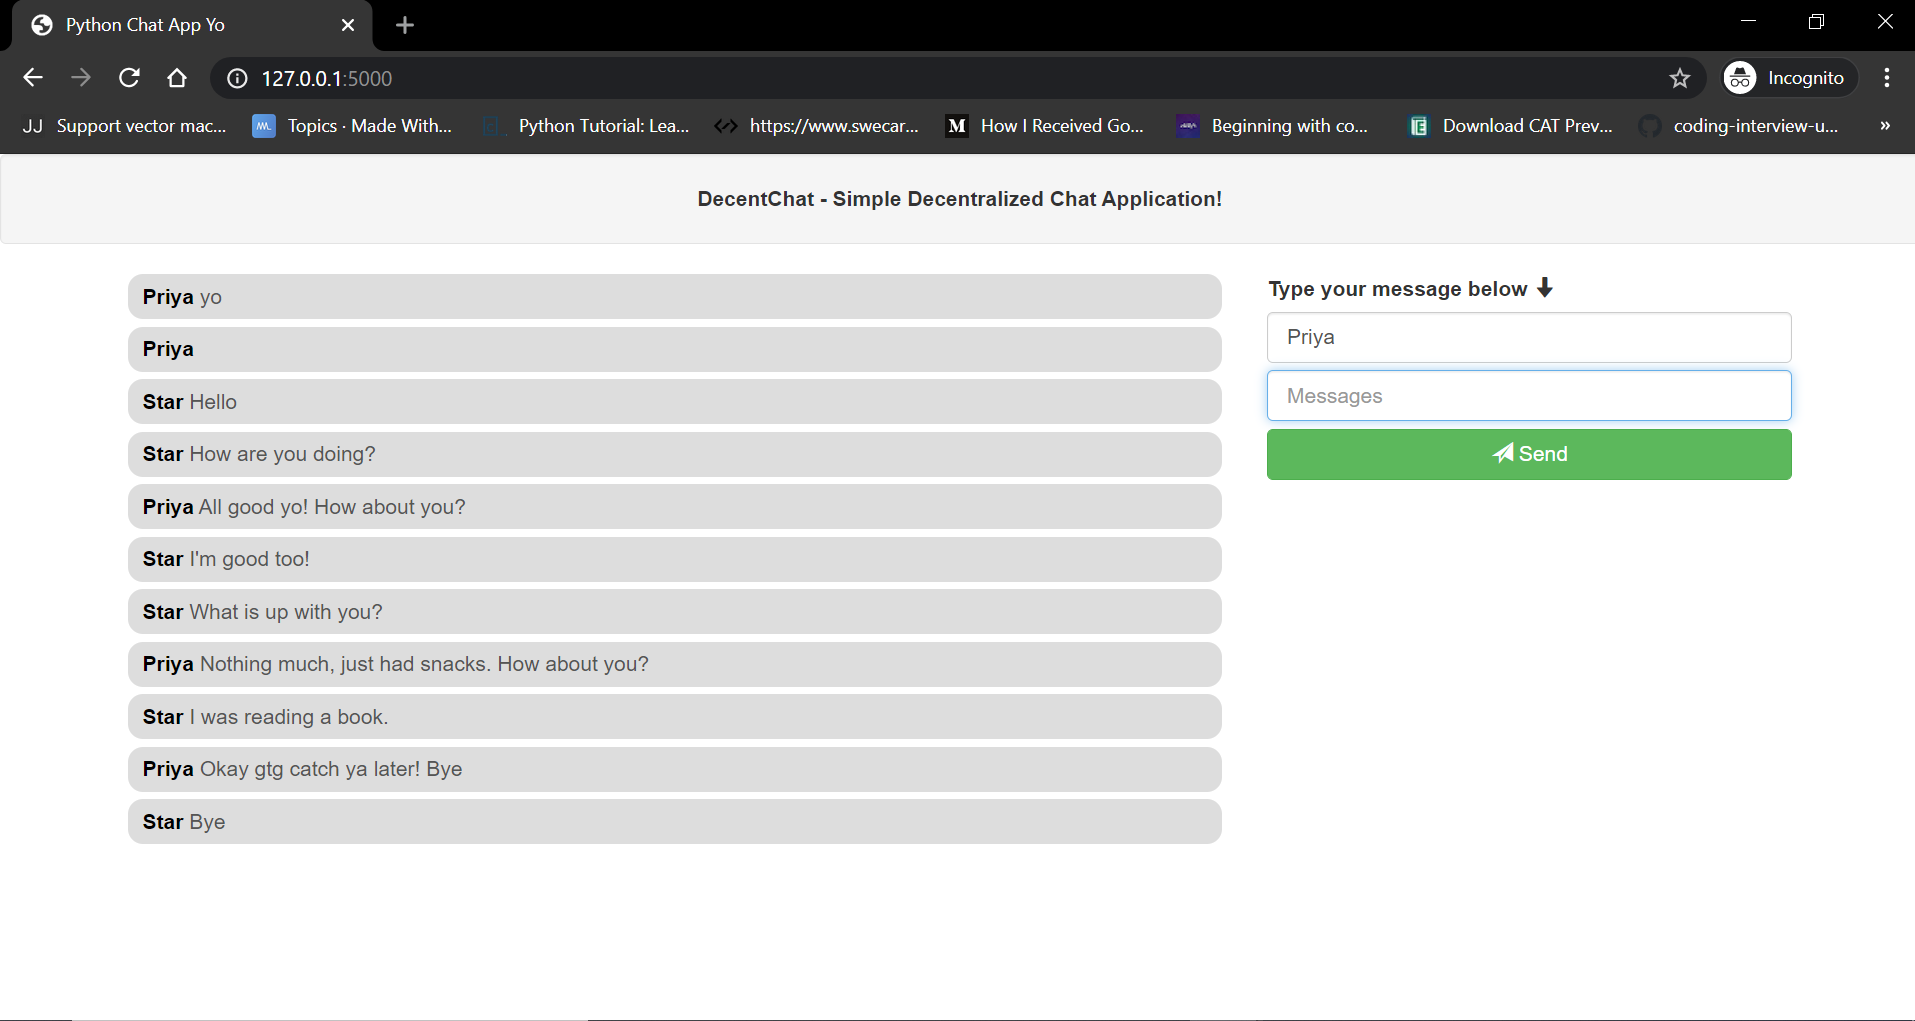 Python Chat App Yo
127.0.0.1:5000
Incognito
JJ Support vector mac...
Topics · Made With...
Python Tutorial: Lea...
https://www.swecar...
M How I Received Go...
Beginning with co...
Download CAT Prev...
coding-interview-u...
»
DecentChat - Simple Decentralized Chat Application!
Priya yo
Priya
Star Hello
Star How are you doing?
Priya All good yo! How about you?
Star I'm good too!
Star What is up with you?
Priya Nothing much, just had snacks. How about you?
Star I was reading a book.
Priya Okay gtg catch ya later! Bye
Star Bye
Type your message below
Priya
Messages
Send